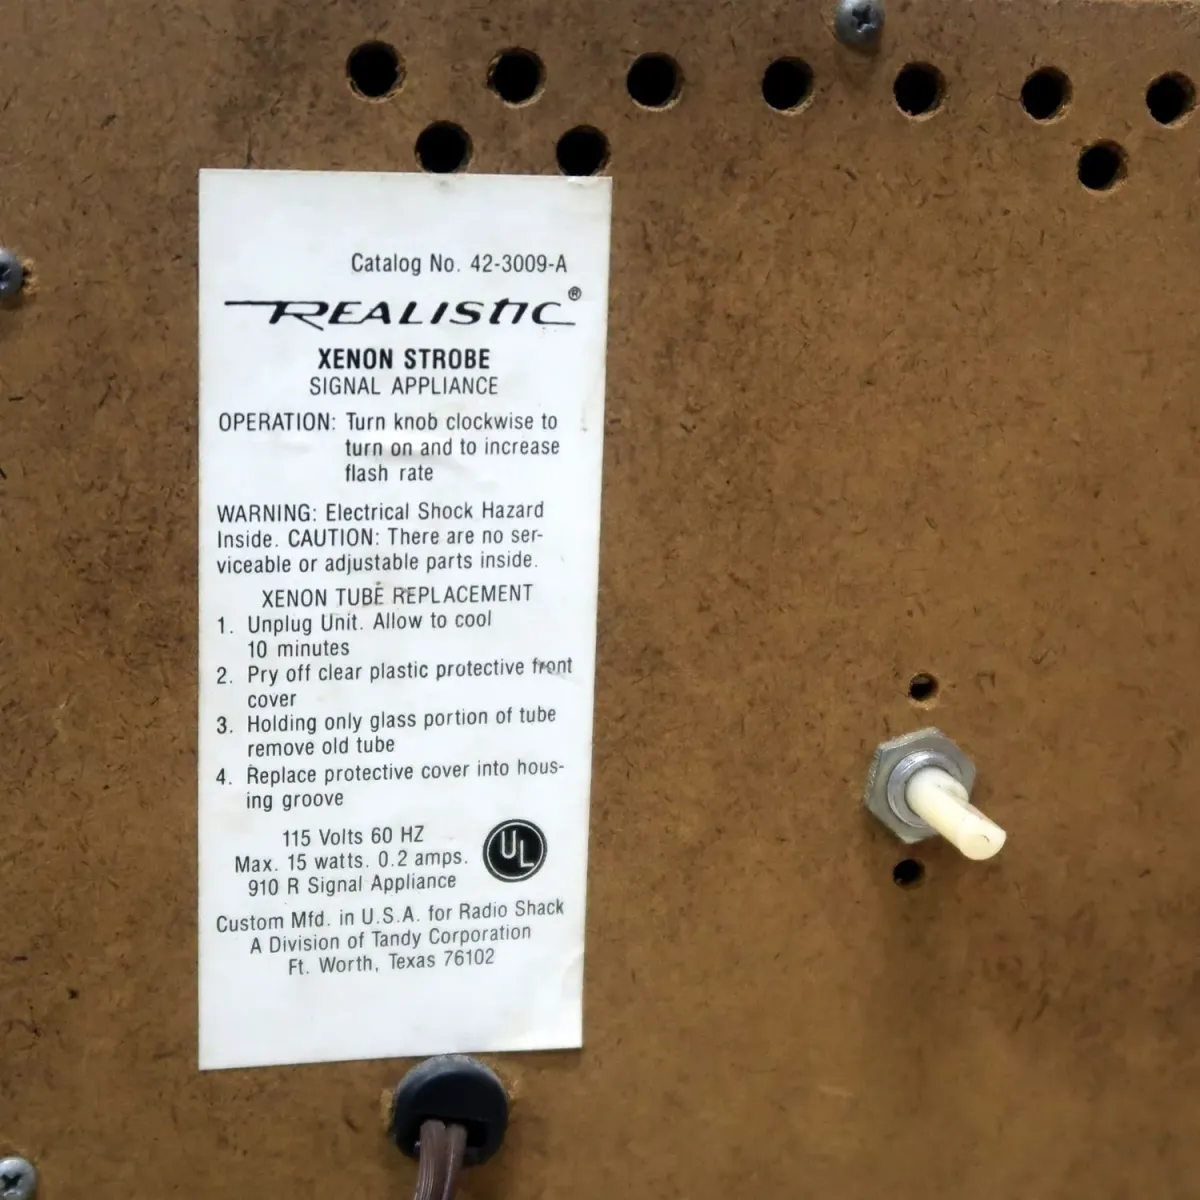 Catalog No. 42-3009-A
REALISTIC®
XENON STROBE
SIGNAL APPLIANCE
OPERATION: Turn knob clockwise to
turn on and to increase
flash rate
WARNING: Electrical Shock Hazard
Inside. CAUTION: There are no ser-
viceable or adjustable parts inside.
XENON TUBE REPLACEMENT
1. Unplug Unit. Allow to cool
10 minutes
2. Pry off clear plastic protective front
cover
3. Holding only glass portion of tube
remove old tube
4. Replace protective cover into hous-
ing groove
115 Volts 60 HZ
Max. 15 watts. 0.2 amps.
910 R Signal Appliance
UL
Custom Mfd. in U.S.A. for Radio Shack
A Division of Tandy Corporation
Ft. Worth, Texas 76102